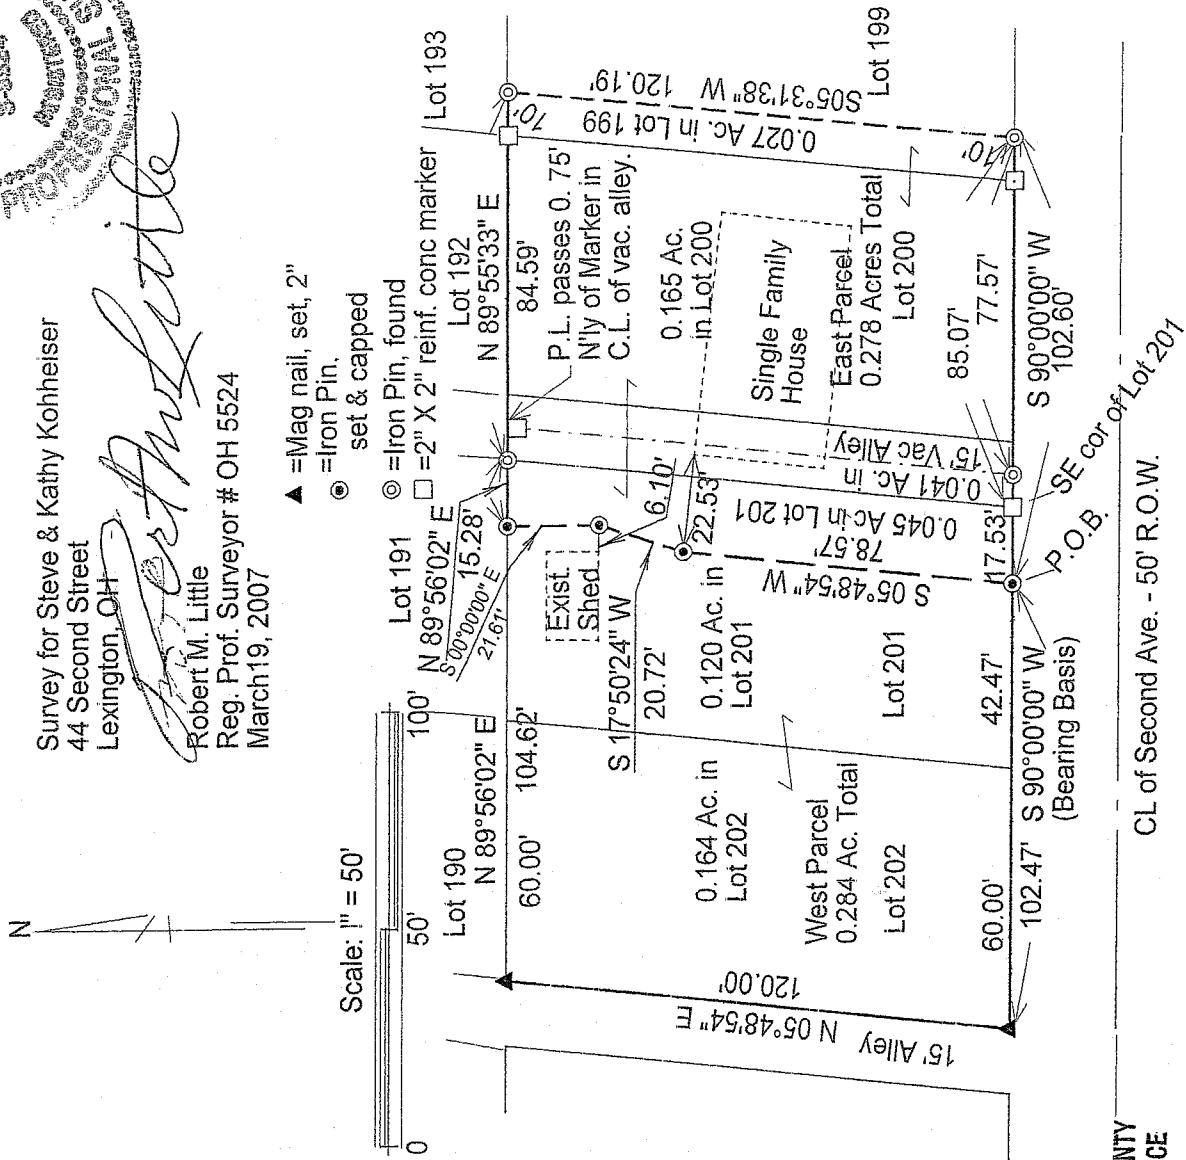 PROFESSIONAL S
Survey for Steve & Kathy Kohheiser
44 Second Street
Lexington, OH
Robert M. Little
Reg. Prof. Surveyor # OH 5524
March19, 2007
N
Scale: 1" = 50'
0
50'
100'
=Mag nail, set, 2"
=Iron Pin.
set & capped
=Iron Pin, found
=2" X 2" reinf. conc marker
Lot 190
N 89°56'02" E
60.00'
104.62'
Lot 191
N 89°56'02" E
15.28'
S 00°00'00" E
21.61'
Lot 192
N 89°55'33" E
84.59'
Lot 193
10'
P.L. passes 0. 75'
N'ly of Marker in
C.L. of vac. alley.
Exist.
Shed
6.10'
22.53'
S 17°50'24" W
20.72'
0.165 Ac.
in Lot 200
Single Family
House
East Parcel
0.278 Acres Total
Lot 200
0.027 Ac. in Lot 199
S05°31'38" W 120.19'
Lot 199
10'
15' Vac Alley
0.041 Ac. in
0.045 Ac in Lot 201
78.57'
S 05°48'54" W
0.120 Ac. in
Lot 201
Lot 201
0.164 Ac. in
Lot 202
West Parcel
0.284 Ac. Total
Lot 202
120.00'
N 05°48'54" E
15' Alley
60.00'
102.47'
42.47'
S 90°00'00" W
(Bearing Basis)
17.53'
85.07'
77.57'
S 90°00'00" W
102.60'
P.O.B.
SE cor of Lot 201
CL of Second Ave. - 50' R.O.W.
NTY
CE